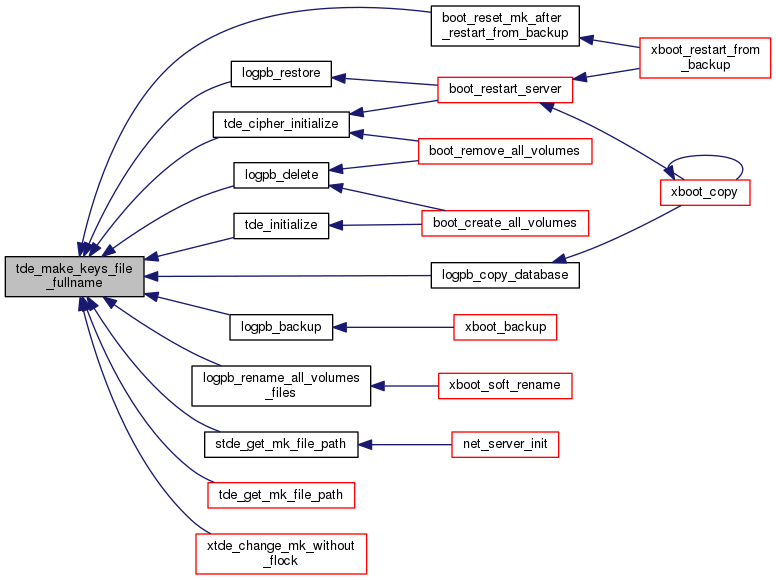 boot_reset_mk_after
_restart_from_backup
xboot_restart_from
_backup
logpb_restore
boot_restart_server
tde_cipher_initialize
boot_remove_all_volumes
logpb_delete
xboot_copy
tde_initialize
boot_create_all_volumes
tde_make_keys_file
_fullname
logpb_copy_database
logpb_backup
xboot_backup
logpb_rename_all_volumes
_files
xboot_soft_rename
stde_get_mk_file_path
net_server_init
tde_get_mk_file_path
xtde_change_mk_without
_flock